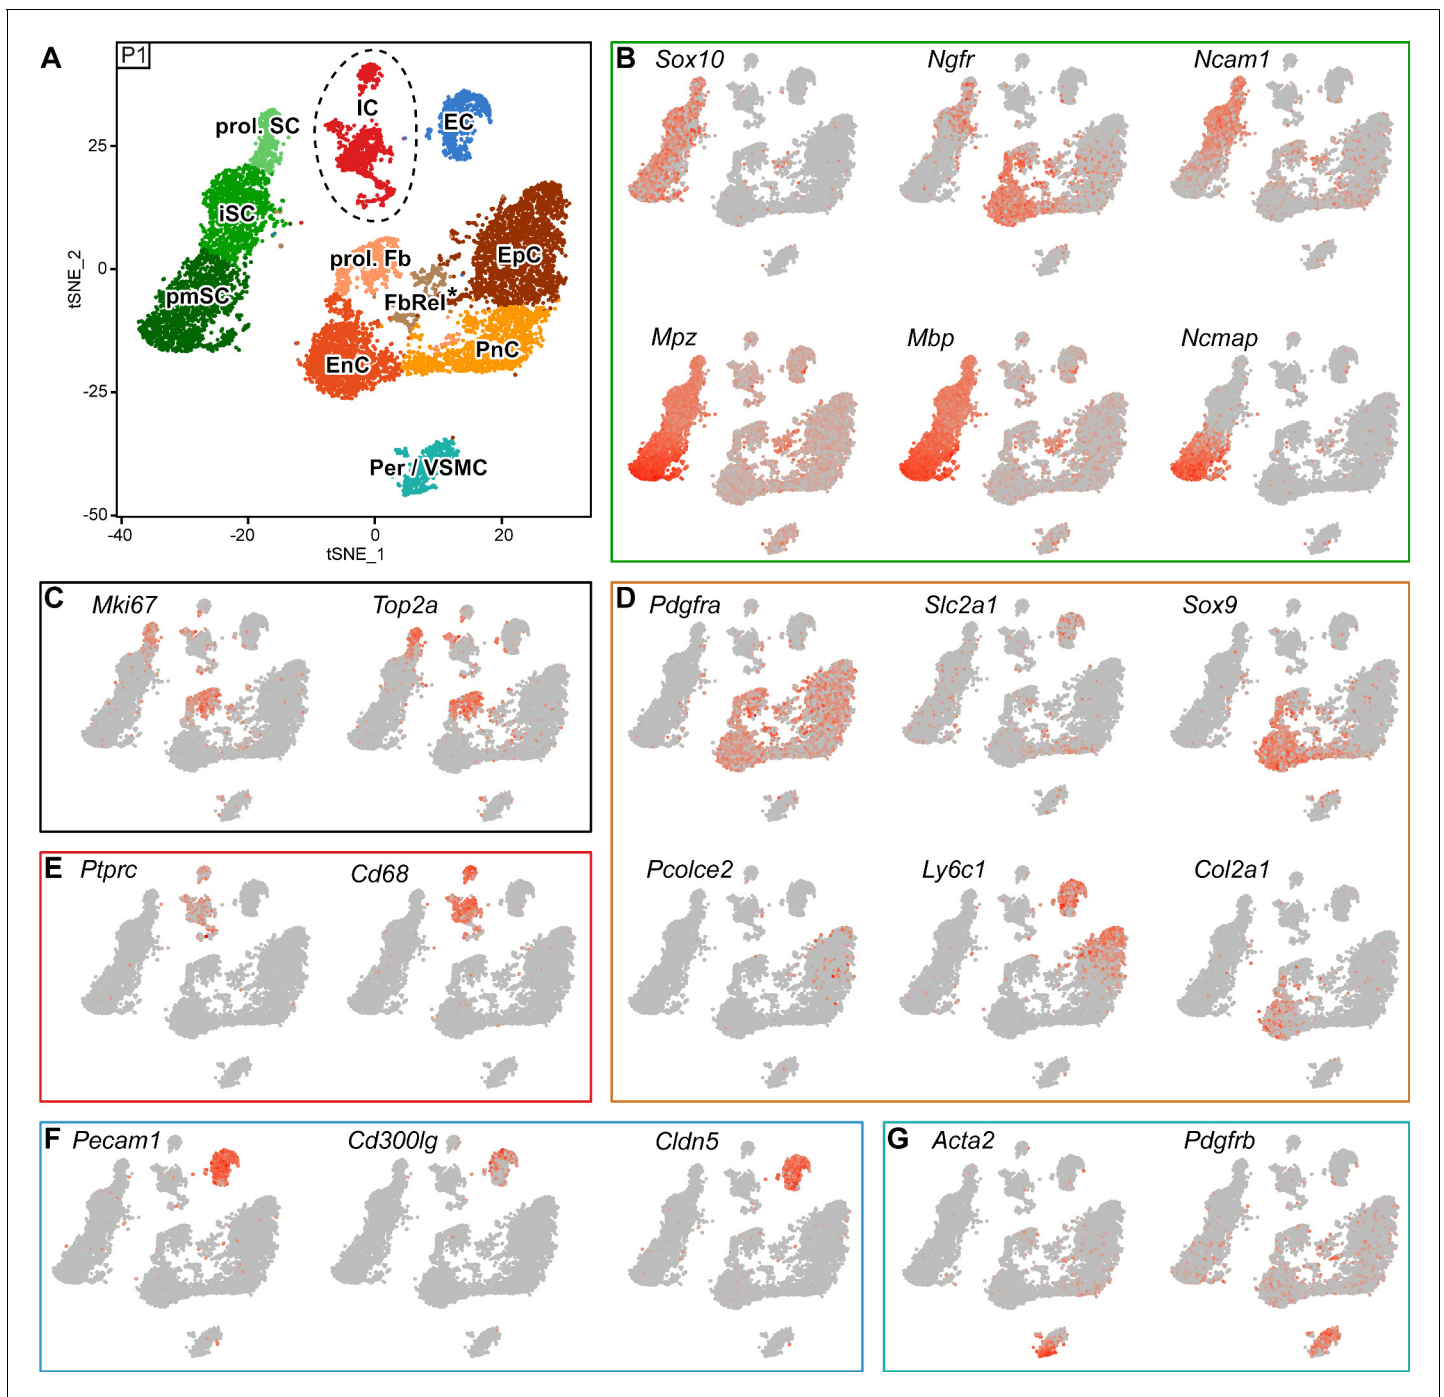 A
P1
IC
EC
prol. SC
iSC
pmSC
prol. Fb
EpC
FbRel*
PnC
EnC
Per / VSMC
25
0
-25
-50
tSNE_2
-40
-20
0
20
tSNE_1
B
Sox10
Ngfr
Ncam1
Mpz
Mbp
Ncmap
C
Mki67
Top2a
D
Pdgfra
Slc2a1
Sox9
Pcolce2
Ly6c1
Col2a1
E
Ptprc
Cd68
F
Pecam1
Cd300lg
Cldn5
G
Acta2
Pdgfrb